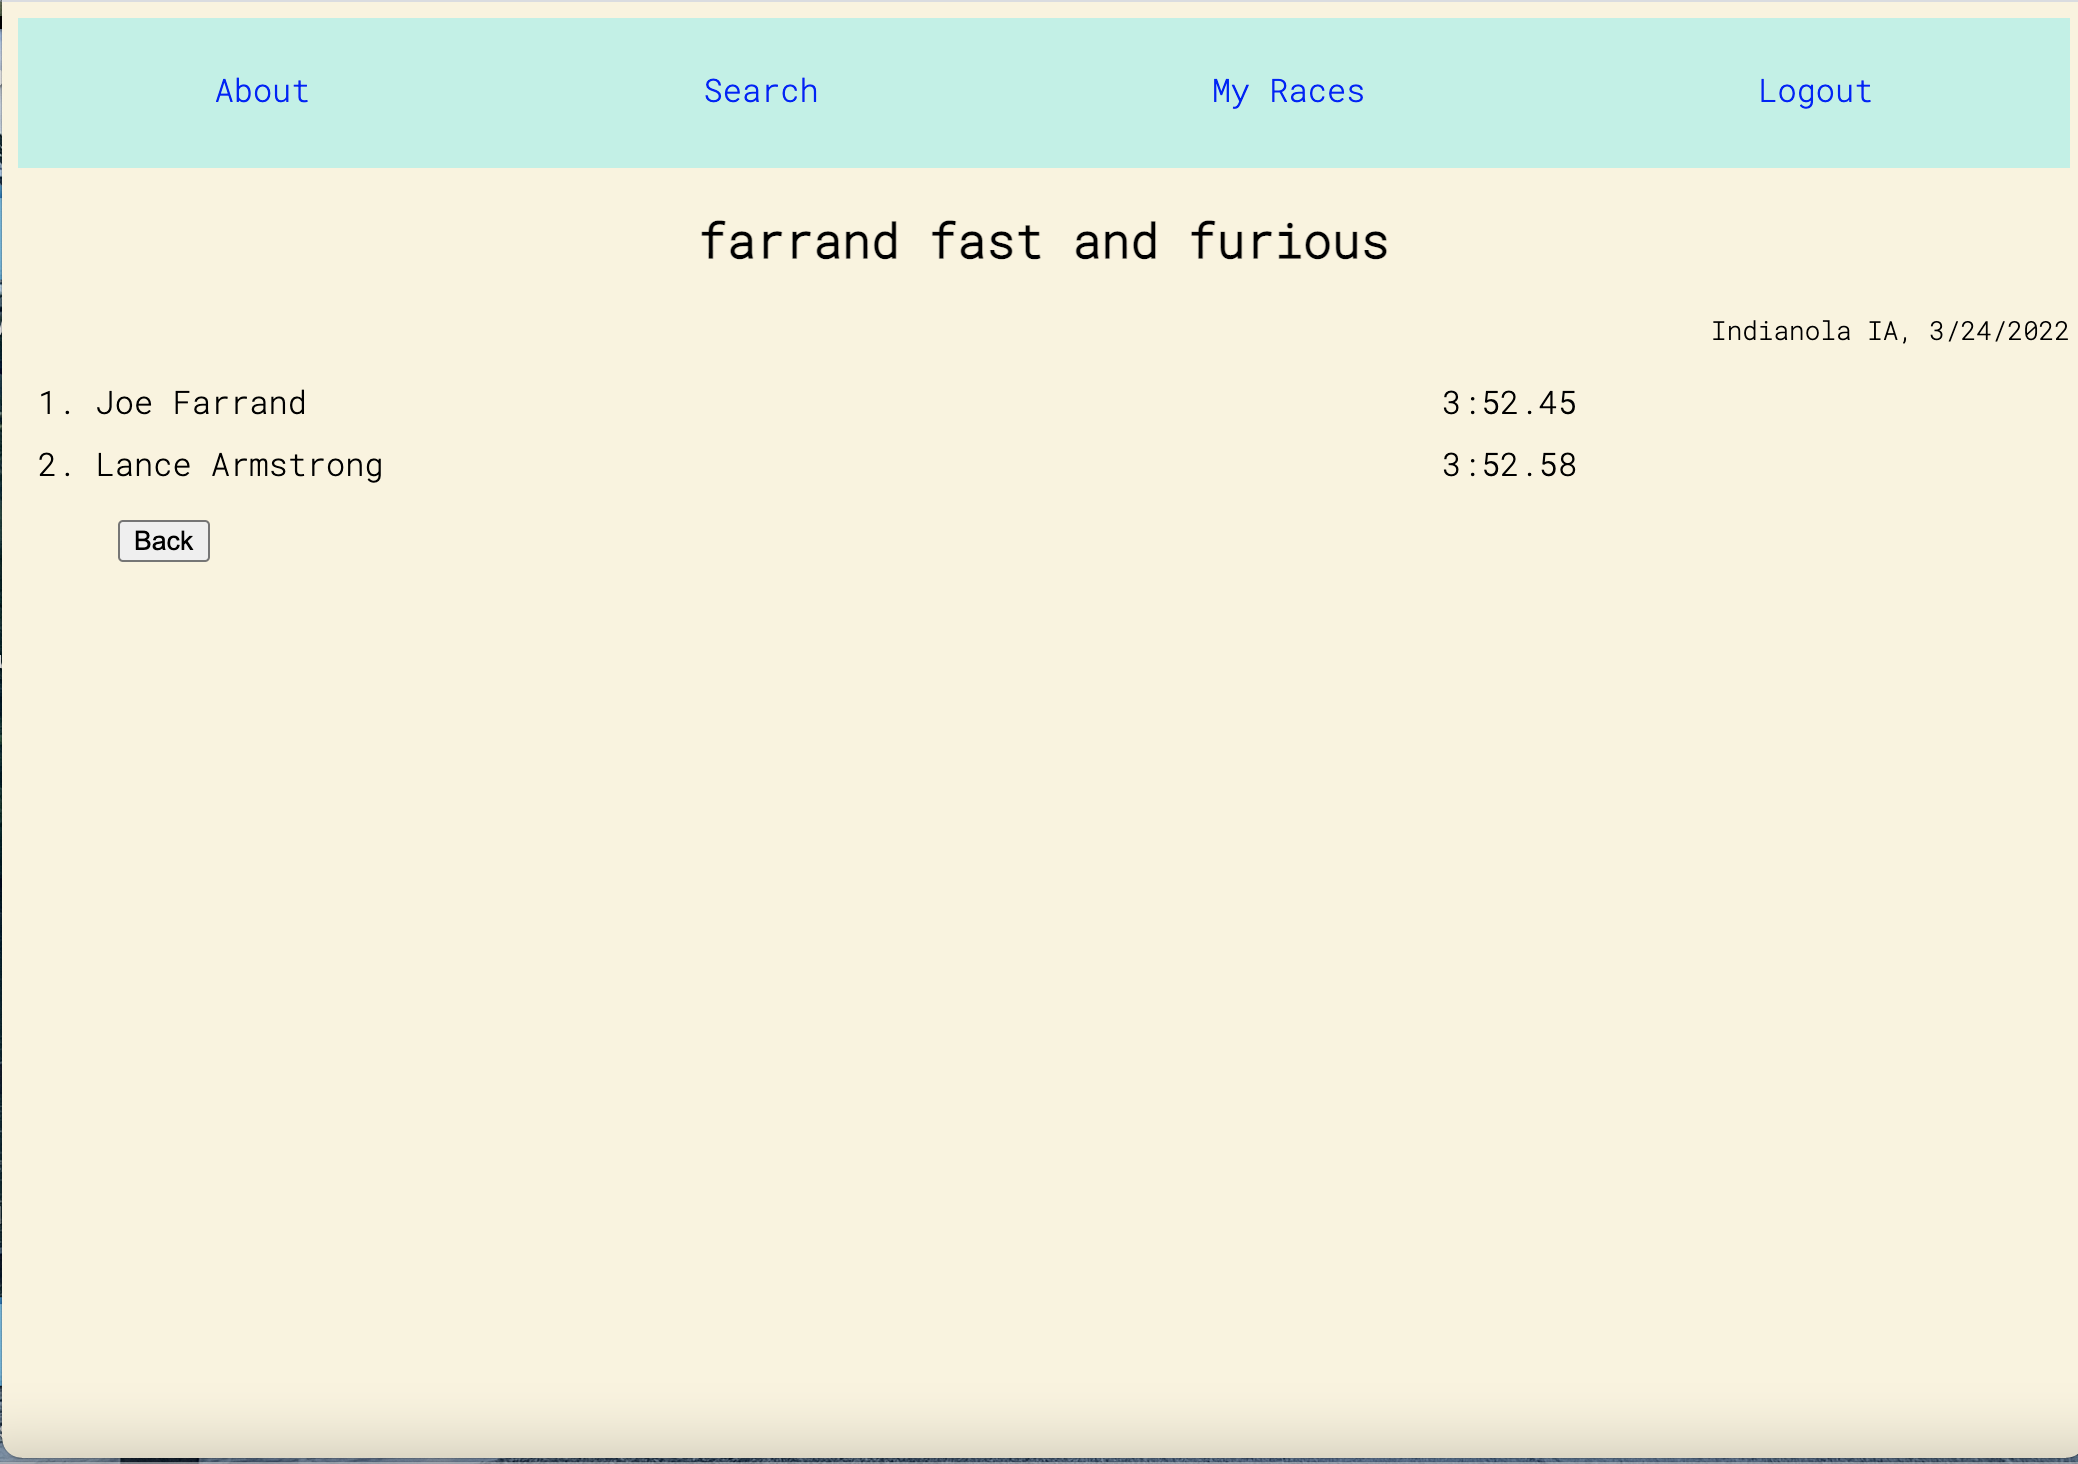 About Search My Races Logout
farrand fast and furious
Indianola IA, 3/24/2022
1. Joe Farrand 3:52.45
2. Lance Armstrong 3:52.58
Back